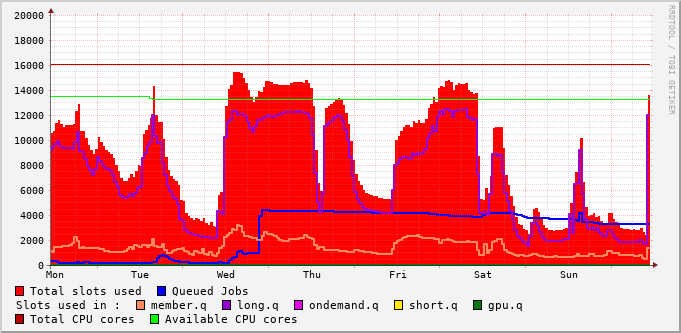 RRDTOOL / TOBI OETIKER
20000
18000
16000
14000
12000
10000
8000
6000
4000
2000
0
Mon Tue Wed Thu Fri Sat Sun
Total slots used Queued Jobs
Slots used in : member.q long.q ondemand.q short.q gpu.q
Total CPU cores Available CPU cores